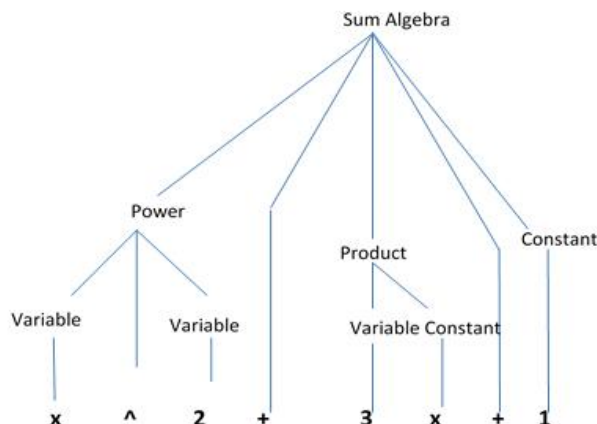 Sum Algebra
Power
Constant
Product
Variable
Variable
Variable Constant
x ^ 2 + 3 x + 1